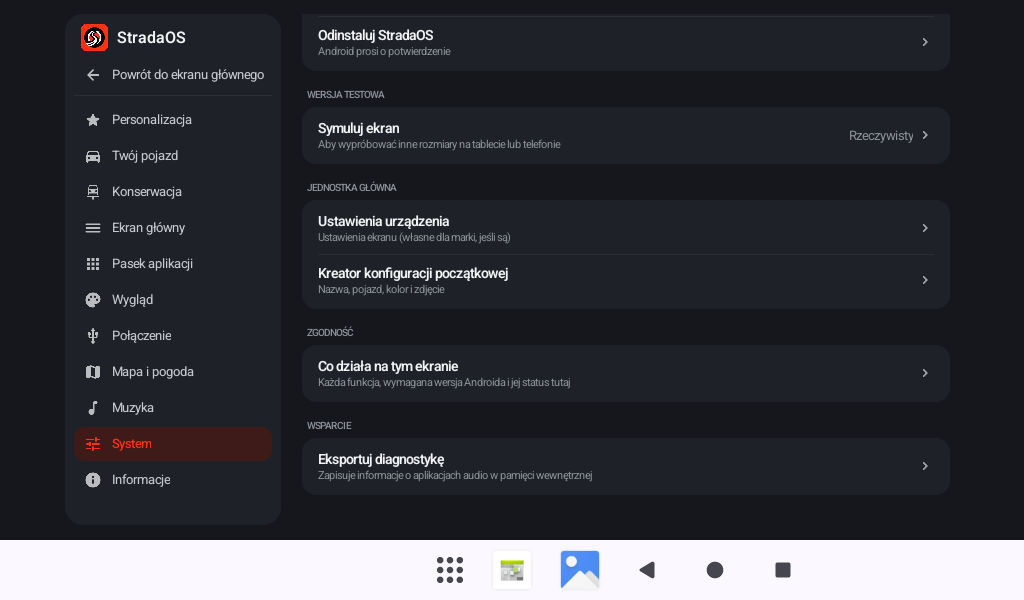 StradaOS
Powrót do ekranu głównego
Personalizacja
Twój pojazd
Konserwacja
Ekran główny
Pasek aplikacji
Wygląd
Połączenie
Mapa i pogoda
Muzyka
System
Informacje
Odinstaluj StradaOS
Android prosi o potwierdzenie
WERSJA TESTOWA
Symuluj ekran
Aby wypróbować inne rozmiary na tablecie lub telefonie
Rzeczywisty
JEDNOSTKA GŁÓWNA
Ustawienia urządzenia
Ustawienia ekranu (własne dla marki, jeśli są)
Kreator konfiguracji początkowej
Nazwa, pojazd, kolor i zdjęcie
ZGODNOŚĆ
Co działa na tym ekranie
Każda funkcja, wymagana wersja Androida i jej status tutaj
WSPARCIE
Eksportuj diagnostykę
Zapisuje informacje o aplikacjach audio w pamięci wewnętrznej